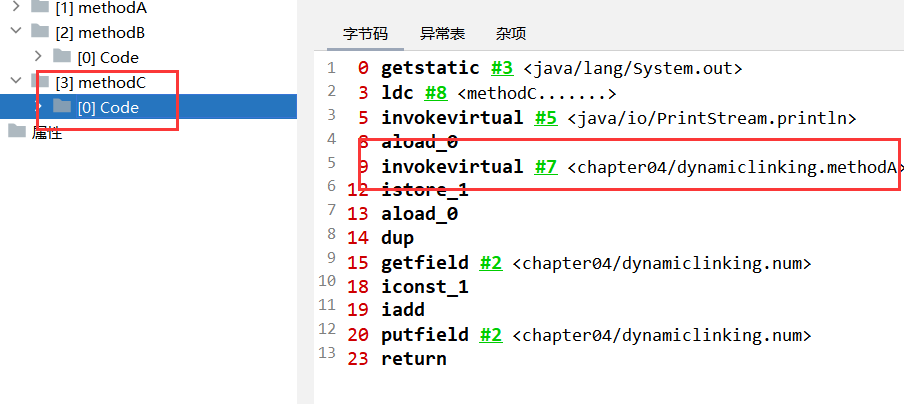 [1] methodA
[2] methodB
[0] Code
[3] methodC
[0] Code
属性
字节码 异常表 杂项
1 0 getstatic #3 <java/lang/System.out>
2 3 ldc #8 <methodC.......>
3 5 invokevirtual #5 <java/io/PrintStream.println>
4 8 aload_0
5 9 invokevirtual #7 <chapter04/dynamiclinking.methodA>
6 12 istore_1
7 13 aload_0
8 14 dup
9 15 getfield #2 <chapter04/dynamiclinking.num>
10 18 iconst_1
11 19 iadd
12 20 putfield #2 <chapter04/dynamiclinking.num>
13 23 return